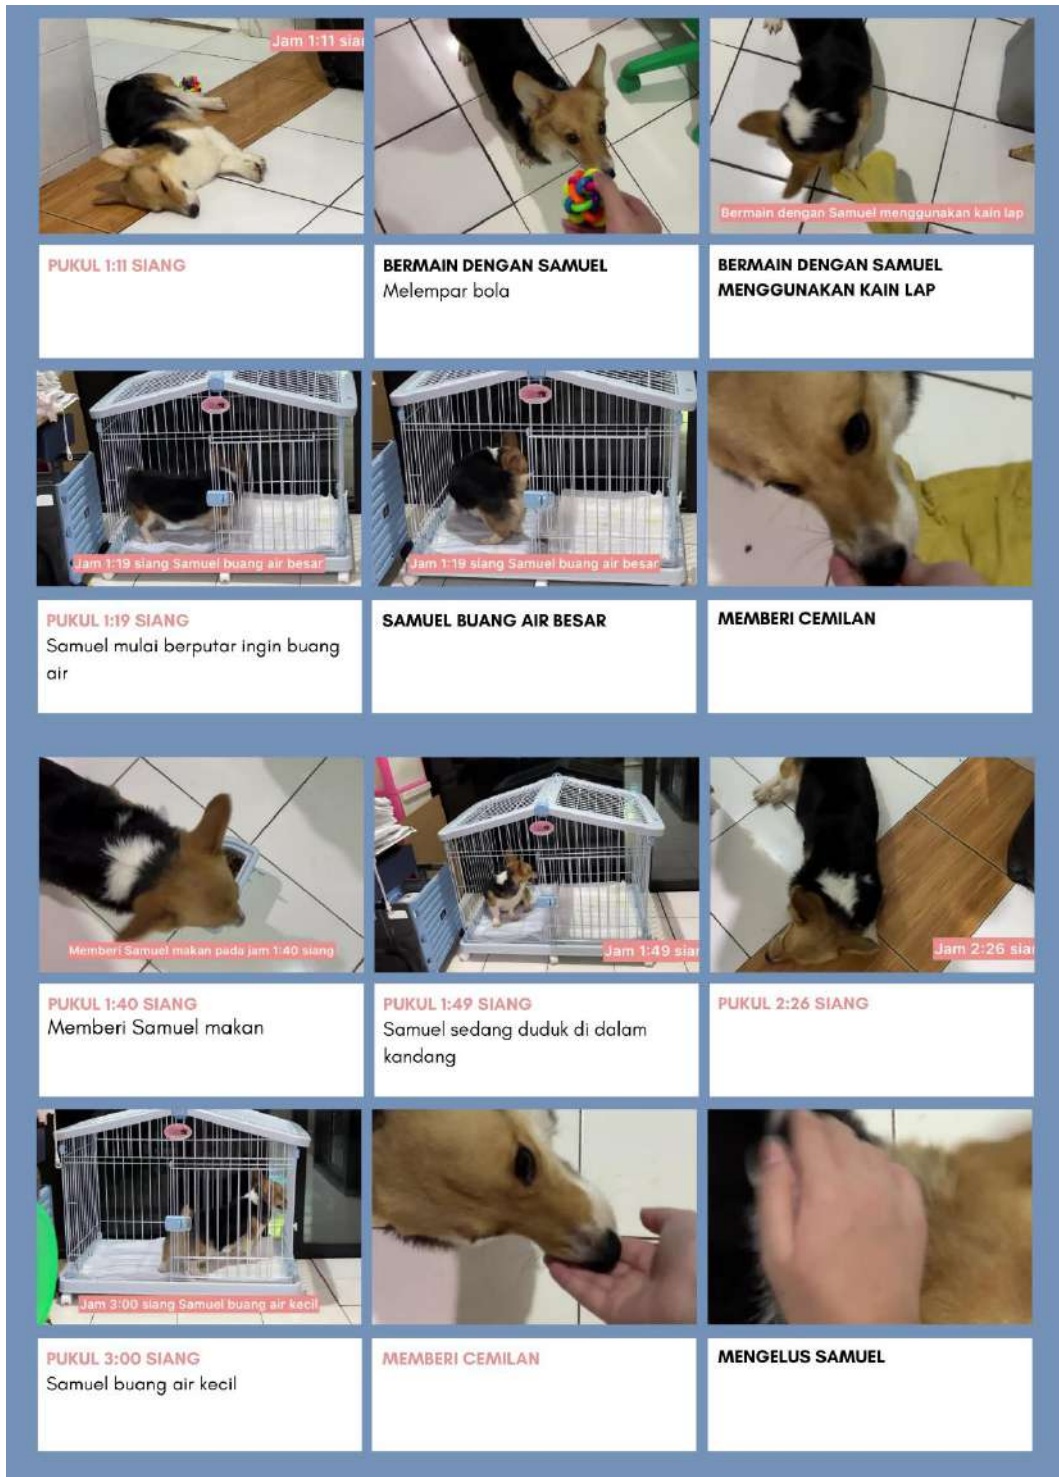 Jam 1:11 siai
PUKUL 1:11 SIANG
BERMAIN DENGAN SAMUEL
Melempar bola
Bermain dengan Samuel menggunakan kain lap
BERMAIN DENGAN SAMUEL
MENGGUNAKAN KAIN LAP
Jam 1:19 siang Samuel buang air besar
PUKUL 1:19 SIANG
Samuel mulai berputar ingin buang
air
Jam 1:19 siang Samuel buang air besar
SAMUEL BUANG AIR BESAR
MEMBERI CEMILAN
Memberi Samuel makan pada jam 1:40 siang
PUKUL 1:40 SIANG
Memberi Samuel makan
Jam 1:49 siar
PUKUL 1:49 SIANG
Samuel sedang duduk di dalam
kandang
Jam 2:26 sia
PUKUL 2:26 SIANG
Jam 3:00 siang Samuel buang air kecil
PUKUL 3:00 SIANG
Samuel buang air kecil
MEMBERI CEMILAN
MENGELUS SAMUEL